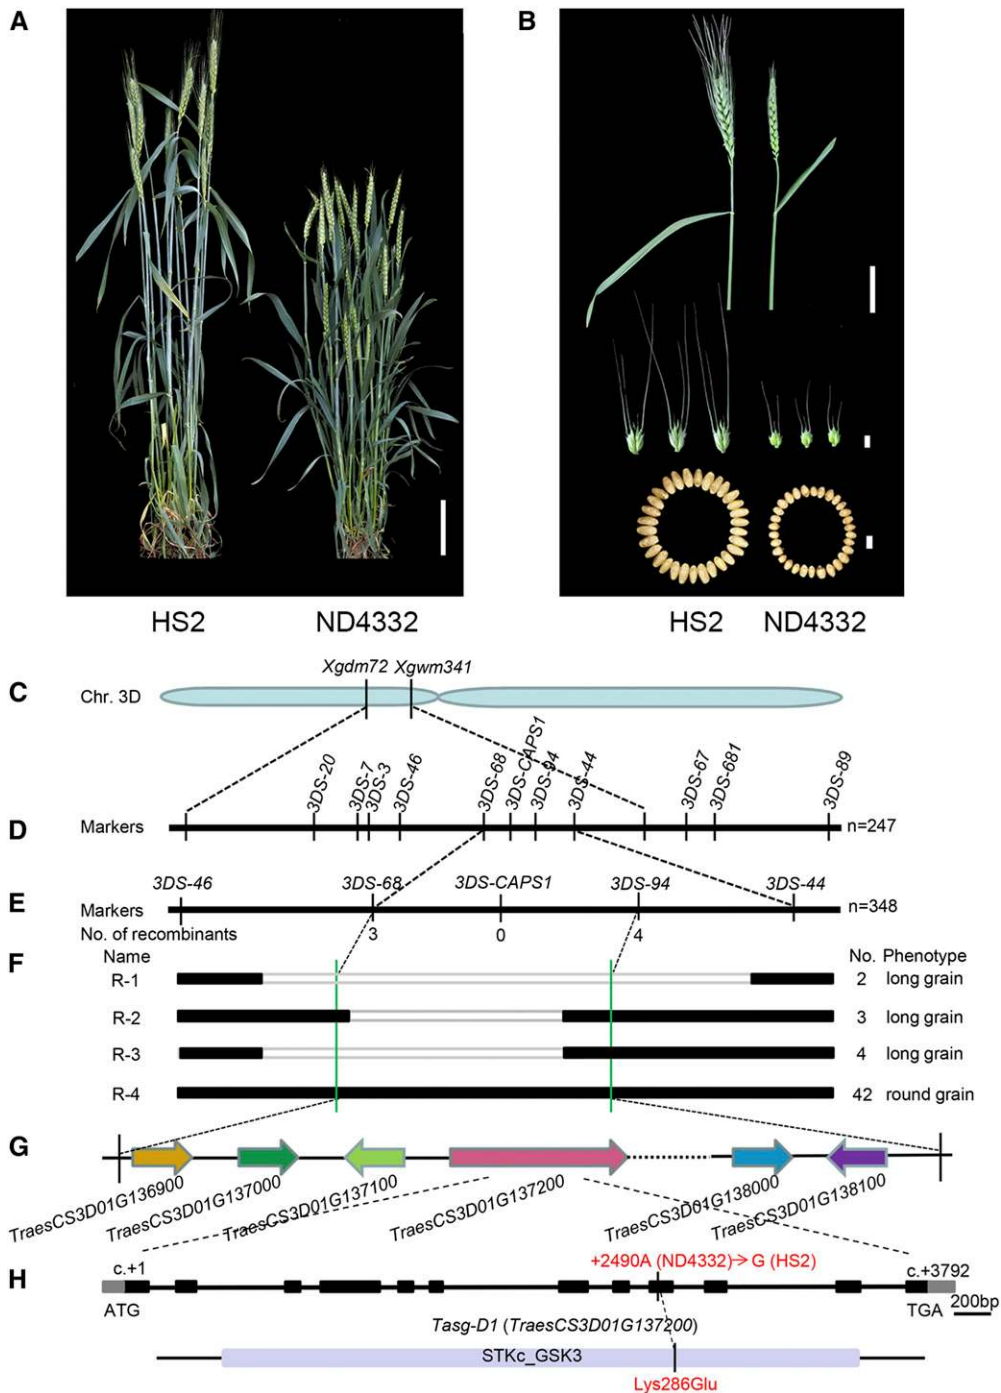 A
B
HS2
ND4332
HS2
ND4332
C
Chr. 3D
Xgdm72
Xgwm341
D
Markers
3DS-20
3DS-7
3DS-3
3DS-46
3DS-68
3DS-CAPS1
3DS-94
3DS-44
3DS-67
3DS-681
3DS-89
n=247
E
Markers
3DS-46
3DS-68
3DS-CAPS1
3DS-94
3DS-44
n=348
No. of recombinants
3
0
4
F
Name
No. Phenotype
R-1
2 long grain
R-2
3 long grain
R-3
4 long grain
R-4
42 round grain
G
TraesCS3D01G136900
TraesCS3D01G137000
TraesCS3D01G137100
TraesCS3D01G137200
TraesCS3D01G138000
TraesCS3D01G138100
H
+2490A (ND4332)→G (HS2)
c.+1
c.+3792
ATG
TGA
200bp
Tasg-D1 (TraesCS3D01G137200)
STKc_GSK3
Lys286Glu